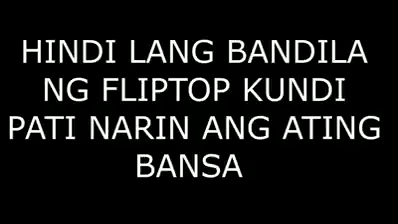 HINDI LANG BANDILA
NG FLIPTOP KUNDI
PATI NARIN ANG ATING
BANSA